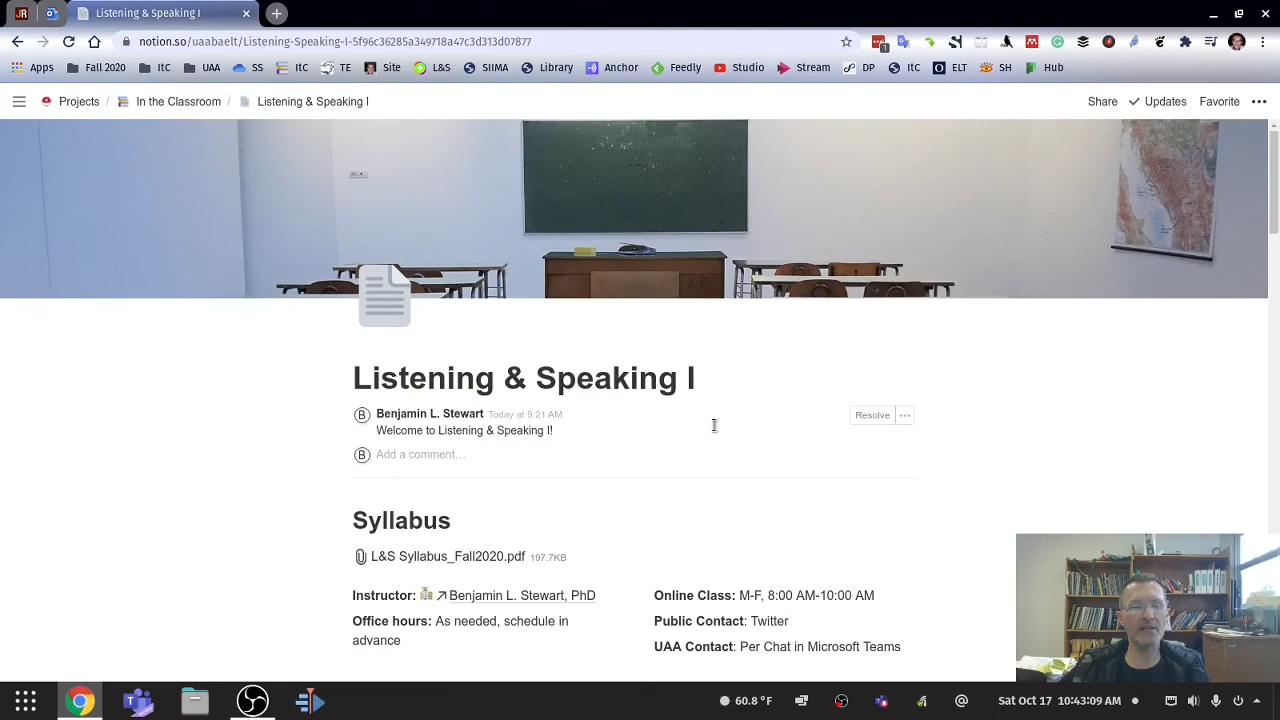 JR
Listening & Speaking I
notion.so/uaabaelt/Listening-Speaking-I-5f96c36285a349718a47c3d313d07877
1
Apps Fall 2020 ItC UAA SS ItC TE Site L&S SIIMA Library Anchor Feedly Studio Stream DP ItC ELT SH Hub
Projects / In the Classroom / Listening & Speaking I Share Updates Favorite
Listening & Speaking I
B Benjamin L. Stewart Today at 9:21 AM Resolve
Welcome to Listening & Speaking I!
B Add a comment…
Syllabus
L&S Syllabus_Fall2020.pdf 197.7KB
Instructor: Benjamin L. Stewart, PhD Online Class: M-F, 8:00 AM-10:00 AM
Office hours: As needed, schedule in Public Contact: Twitter
advance
UAA Contact: Per Chat in Microsoft Teams
60.8 °F Sat Oct 17 10:43:09 AM